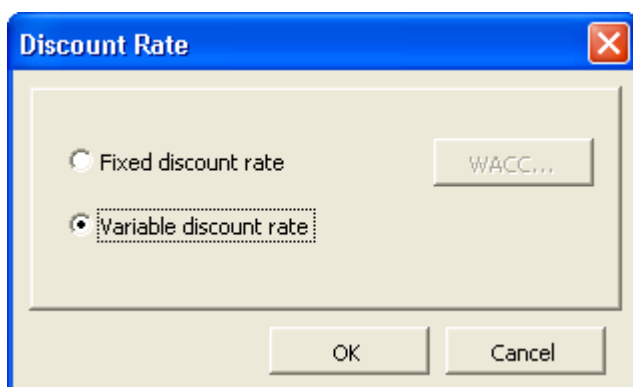 Discount Rate
Fixed discount rate
WACC...
Variable discount rate
OK
Cancel